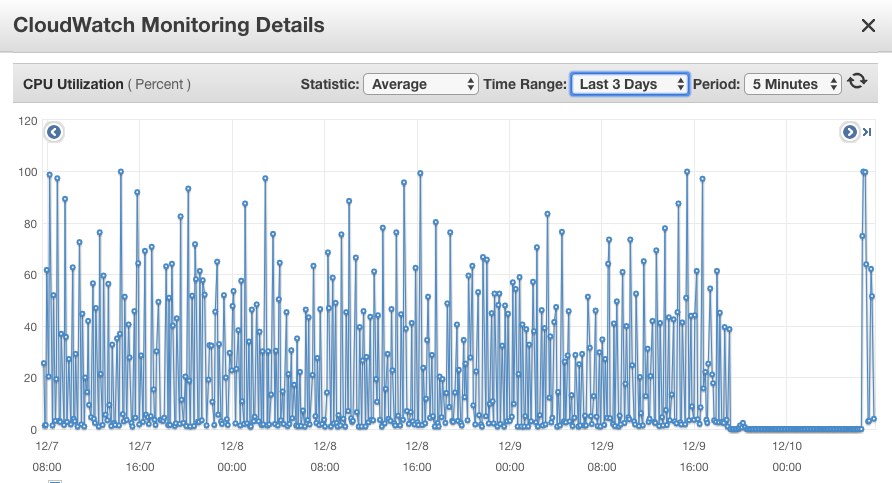 CloudWatch Monitoring Details
CPU Utilization ( Percent )
Statistic: Average Time Range: Last 3 Days Period: 5 Minutes
120
100
80
60
40
20
0
12/7 12/7 12/8 12/8 12/8 12/9 12/9 12/9 12/10
08:00 16:00 00:00 08:00 16:00 00:00 08:00 16:00 00:00